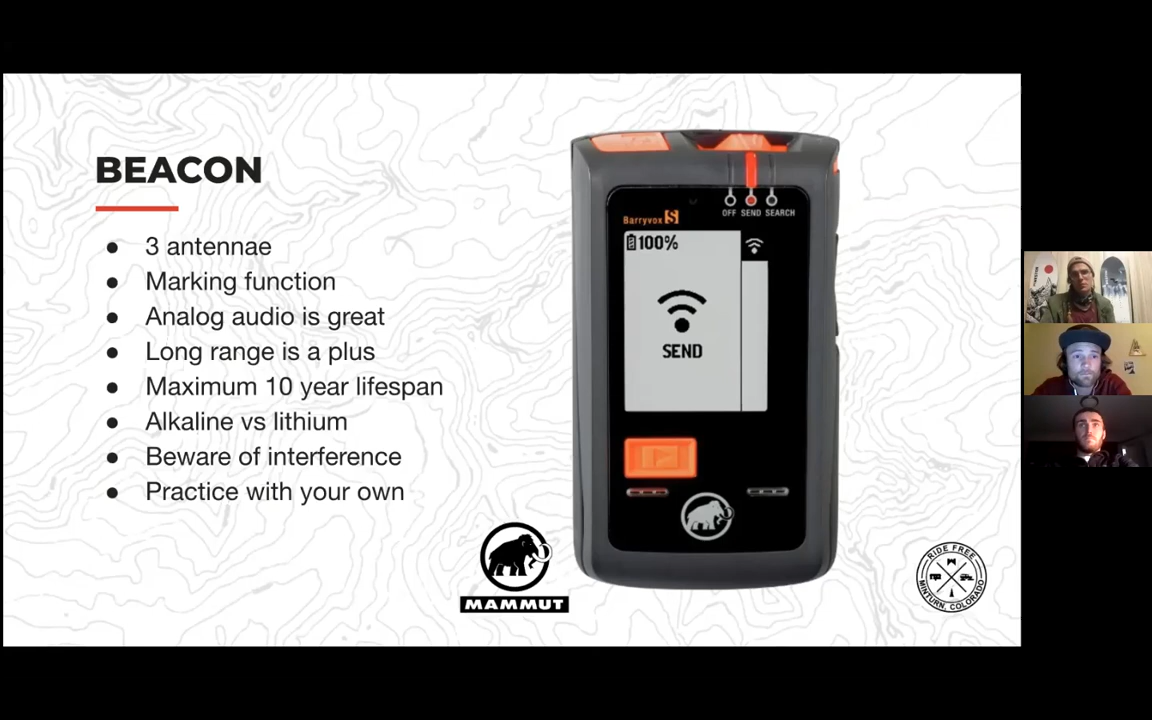 BEACON
● 3 antennae
● Marking function
● Analog audio is great
● Long range is a plus
● Maximum 10 year lifespan
● Alkaline vs lithium
● Beware of interference
● Practice with your own
OFF SEND SEARCH
Barryvox S
100%
SEND
MAMMUT
RIDE FREE
MINTURN, COLORADO